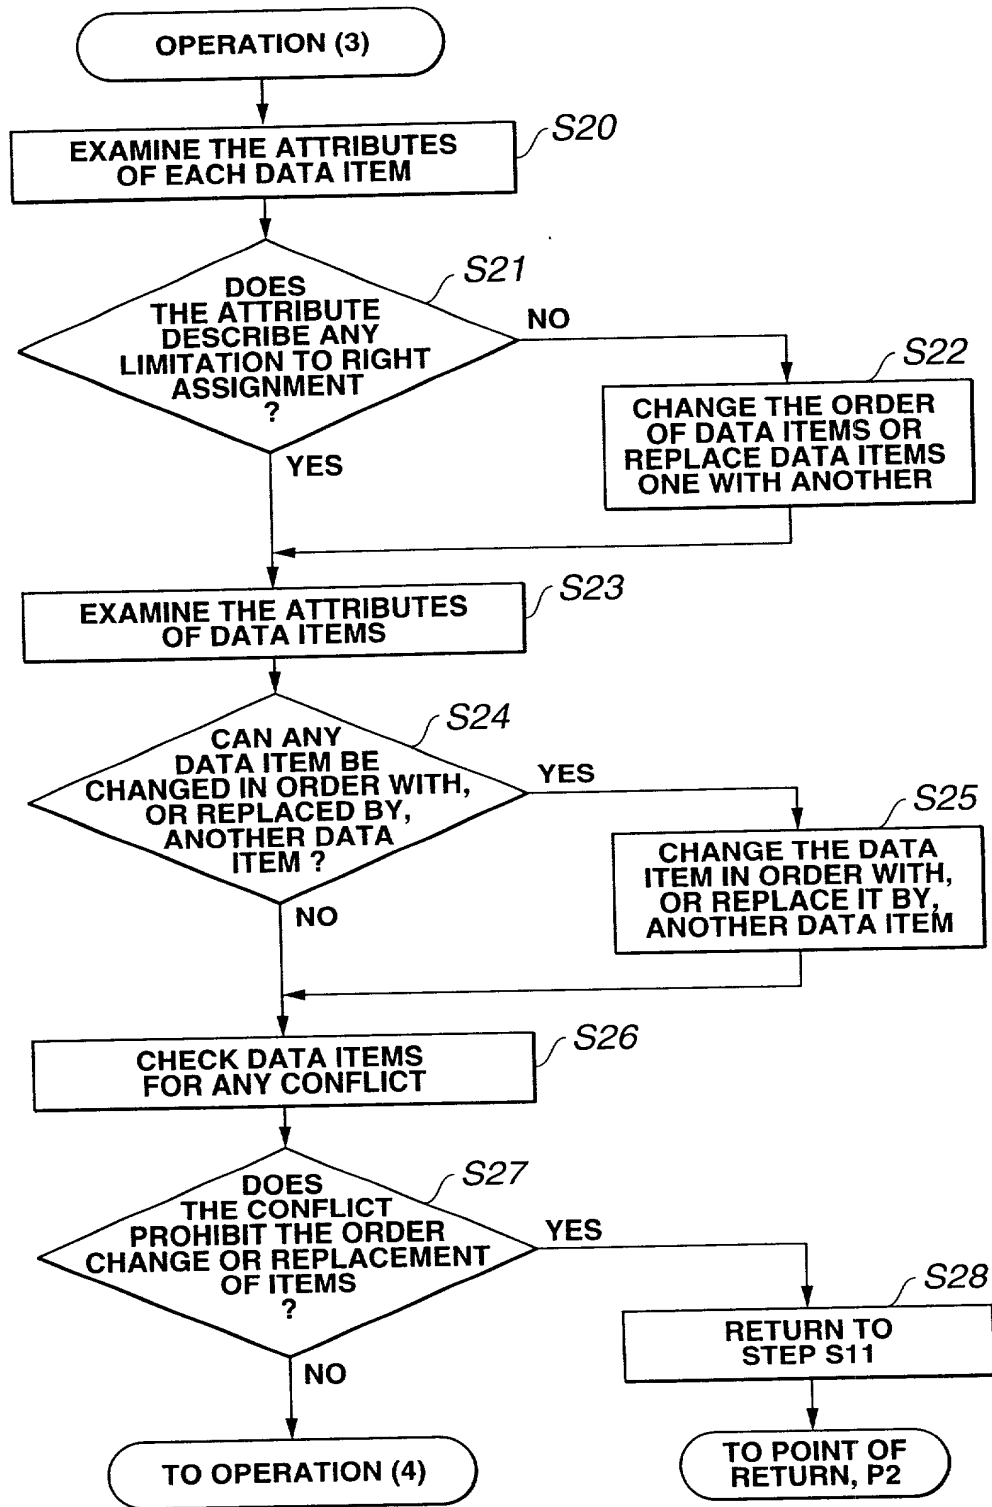 OPERATION (3)
S20
EXAMINE THE ATTRIBUTES
OF EACH DATA ITEM
S21
DOES
THE ATTRIBUTE
DESCRIBE ANY
LIMITATION TO RIGHT
ASSIGNMENT
?
NO
YES
S22
CHANGE THE ORDER
OF DATA ITEMS OR
REPLACE DATA ITEMS
ONE WITH ANOTHER
S23
EXAMINE THE ATTRIBUTES
OF DATA ITEMS
S24
CAN ANY
DATA ITEM BE
CHANGED IN ORDER WITH,
OR REPLACED BY,
ANOTHER DATA
ITEM ?
YES
NO
S25
CHANGE THE DATA
ITEM IN ORDER WITH,
OR REPLACE IT BY,
ANOTHER DATA ITEM
S26
CHECK DATA ITEMS
FOR ANY CONFLICT
S27
DOES
THE CONFLICT
PROHIBIT THE ORDER
CHANGE OR REPLACEMENT
OF ITEMS
?
YES
NO
S28
RETURN TO
STEP S11
TO OPERATION (4)
TO POINT OF
RETURN, P2